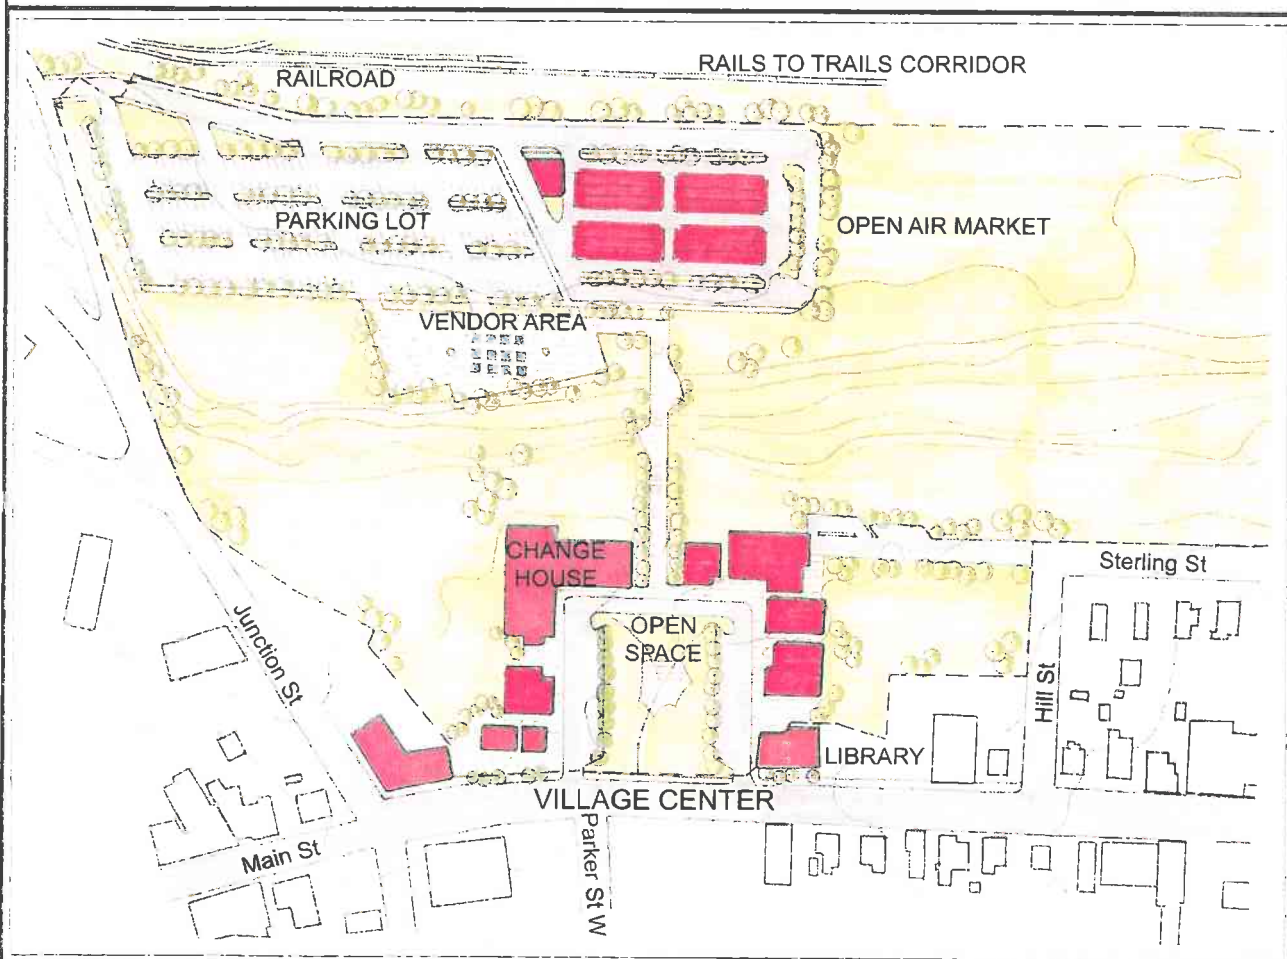 RAILS TO TRAILS CORRIDOR
RAILROAD
PARKING LOT
OPEN AIR MARKET
VENDOR AREA
CHANGE
HOUSE
Sterling St
OPEN
SPACE
Junction St
Hill St
LIBRARY
VILLAGE CENTER
Main St
Parker St W